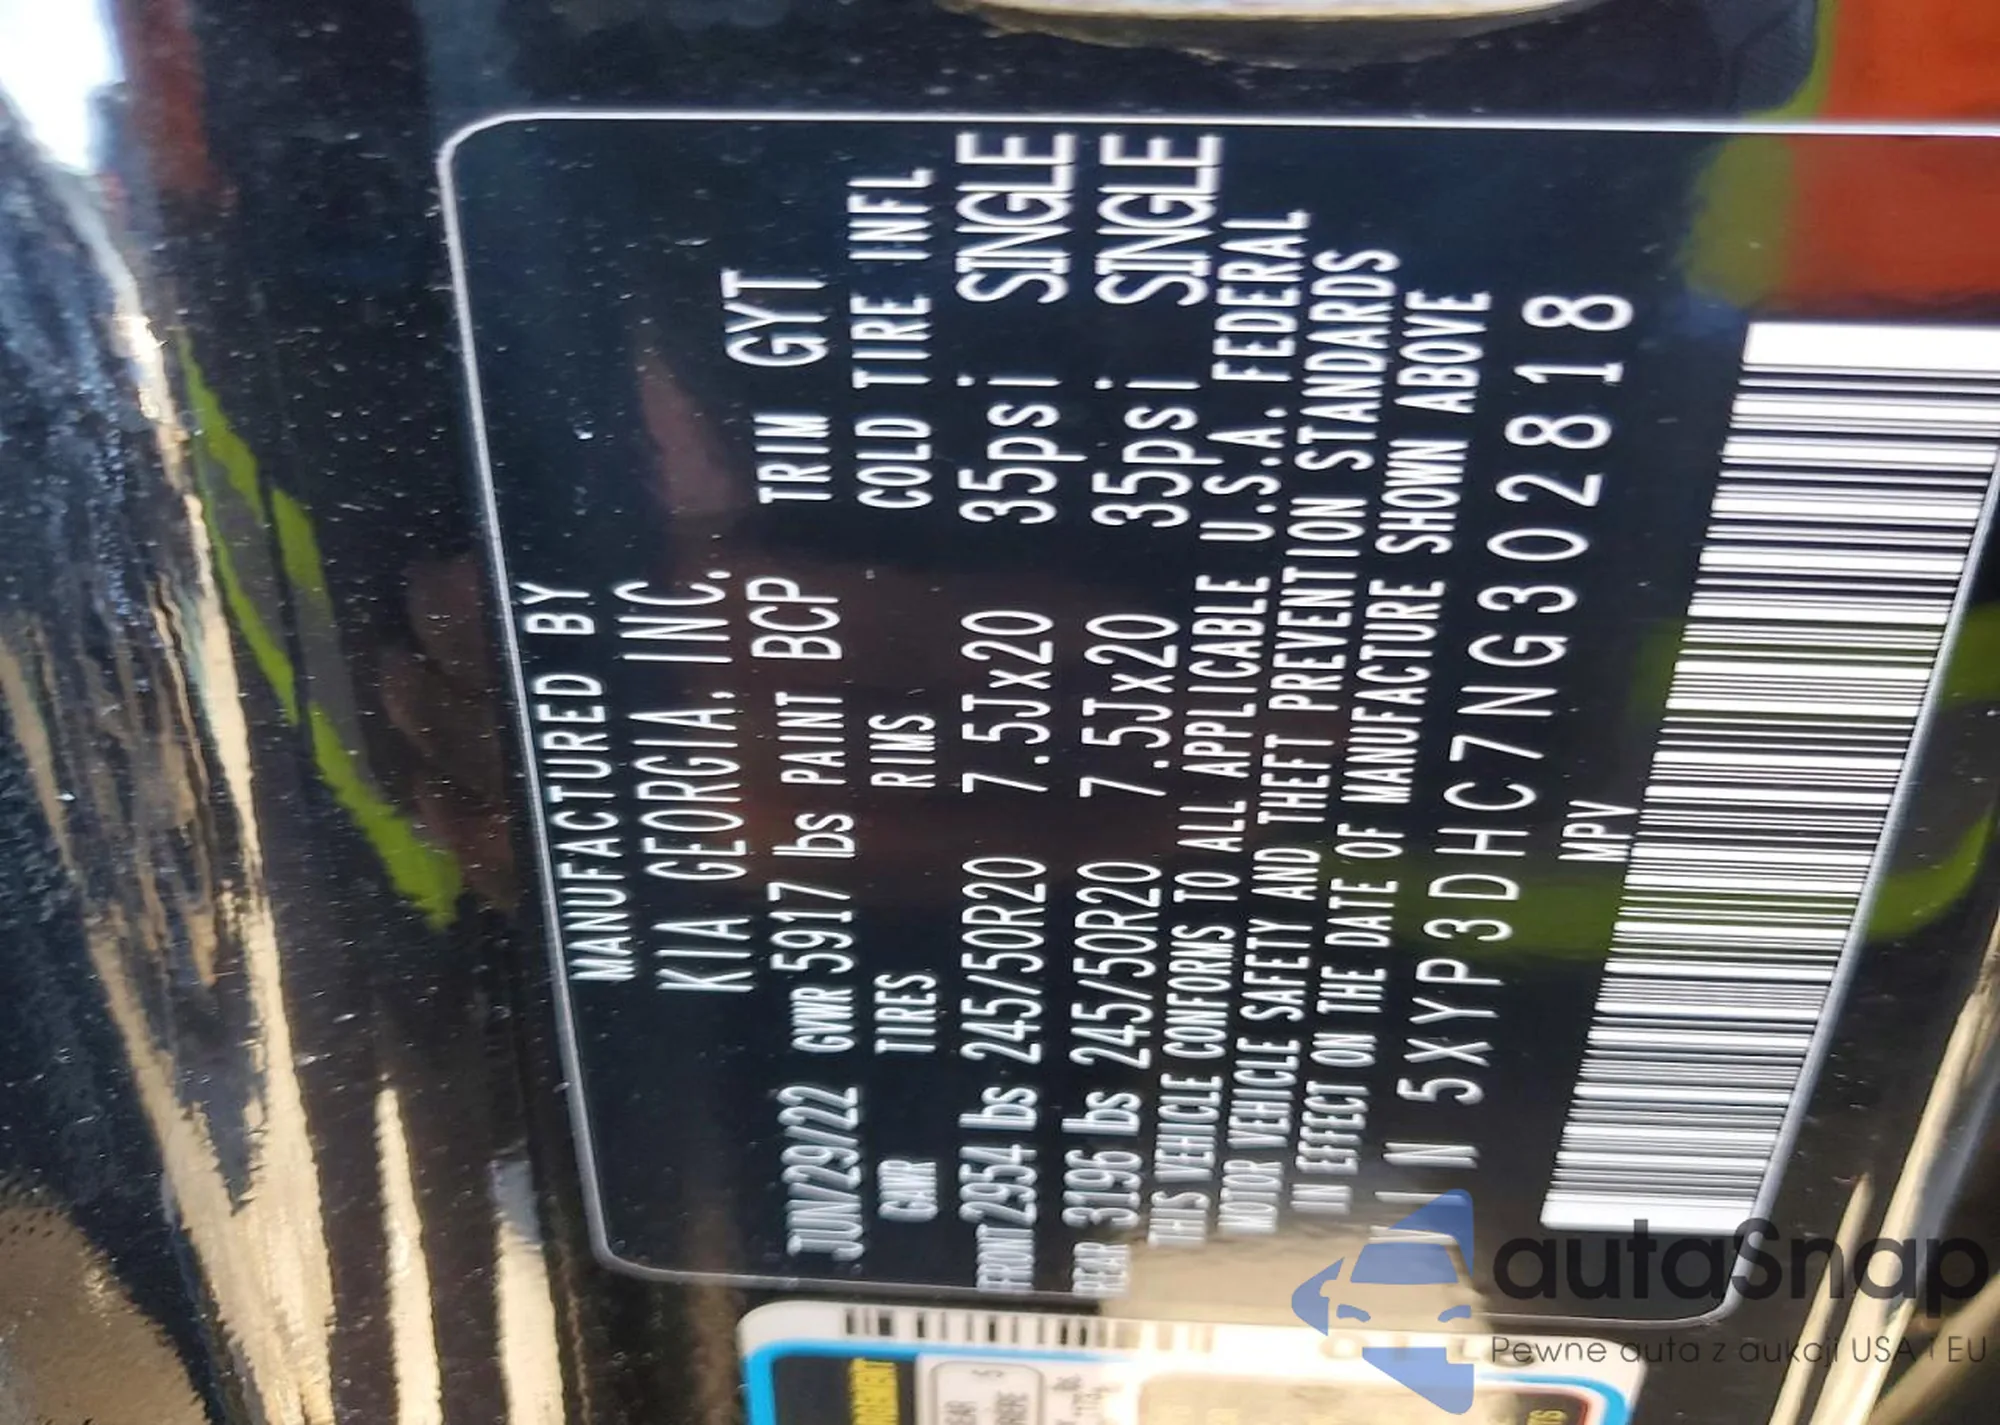 MANUFACTURED BY
KIA GEORGIA, INC.
JUN/29/22 GVWR 5917 lbs PAINT BCP TRIM GYT
GAWR TIRES RIMS COLD TIRE INFL
FRONT 2954 lbs 245/50R20 7.5Jx20 35psi SINGLE
REAR 3196 lbs 245/50R20 7.5Jx20 35psi SINGLE
THIS VEHICLE CONFORMS TO ALL APPLICABLE U.S.A. FEDERAL
MOTOR VEHICLE SAFETY AND THEFT PREVENTION STANDARDS
IN EFFECT ON THE DATE OF MANUFACTURE SHOWN ABOVE
5XYP3DHC7NG302818
MPV
autaSnap
Pewne auta z aukcji USA i EU